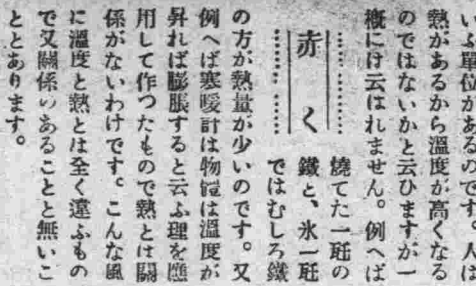 いふ單位があるのです。人は
熱があるから溫度が高くなる
のではないかと云ひますが一
概には云はれません。例へば
赤く
燒てた一瓩の
鐵と、氷一瓩
ではむしろ鐵
の方が熱量が少いのです。又
例へば寒暖計は物體は溫度が
昇れば膨脹すると云ふ理を應
用して作つたもので熱とは關
係がないわけです。こんな風
に溫度と熱とは全く違ふもの
で又關係のあることと無いこ
ととあります。